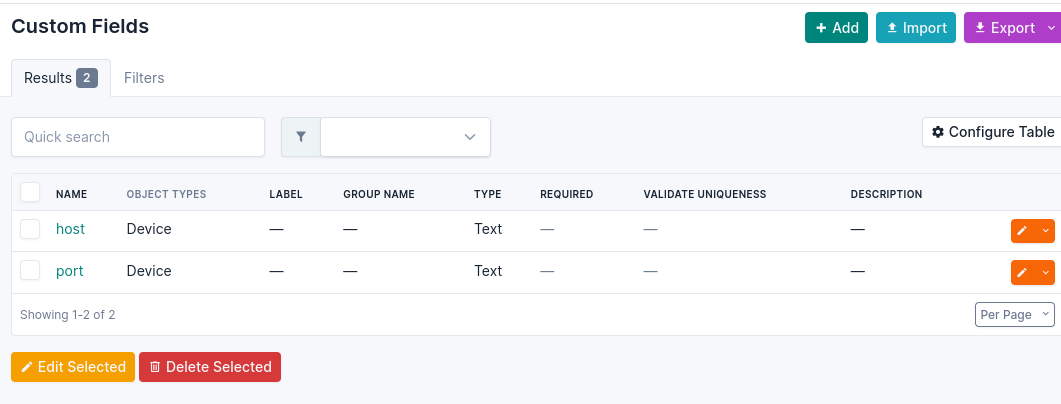 Custom Fields
Add Import Export
Results 2 Filters
Quick search
Configure Table
NAME OBJECT TYPES LABEL GROUP NAME TYPE REQUIRED VALIDATE UNIQUENESS DESCRIPTION
host Device — — Text — — —
port Device — — Text — — —
Showing 1-2 of 2 Per Page
Edit Selected Delete Selected